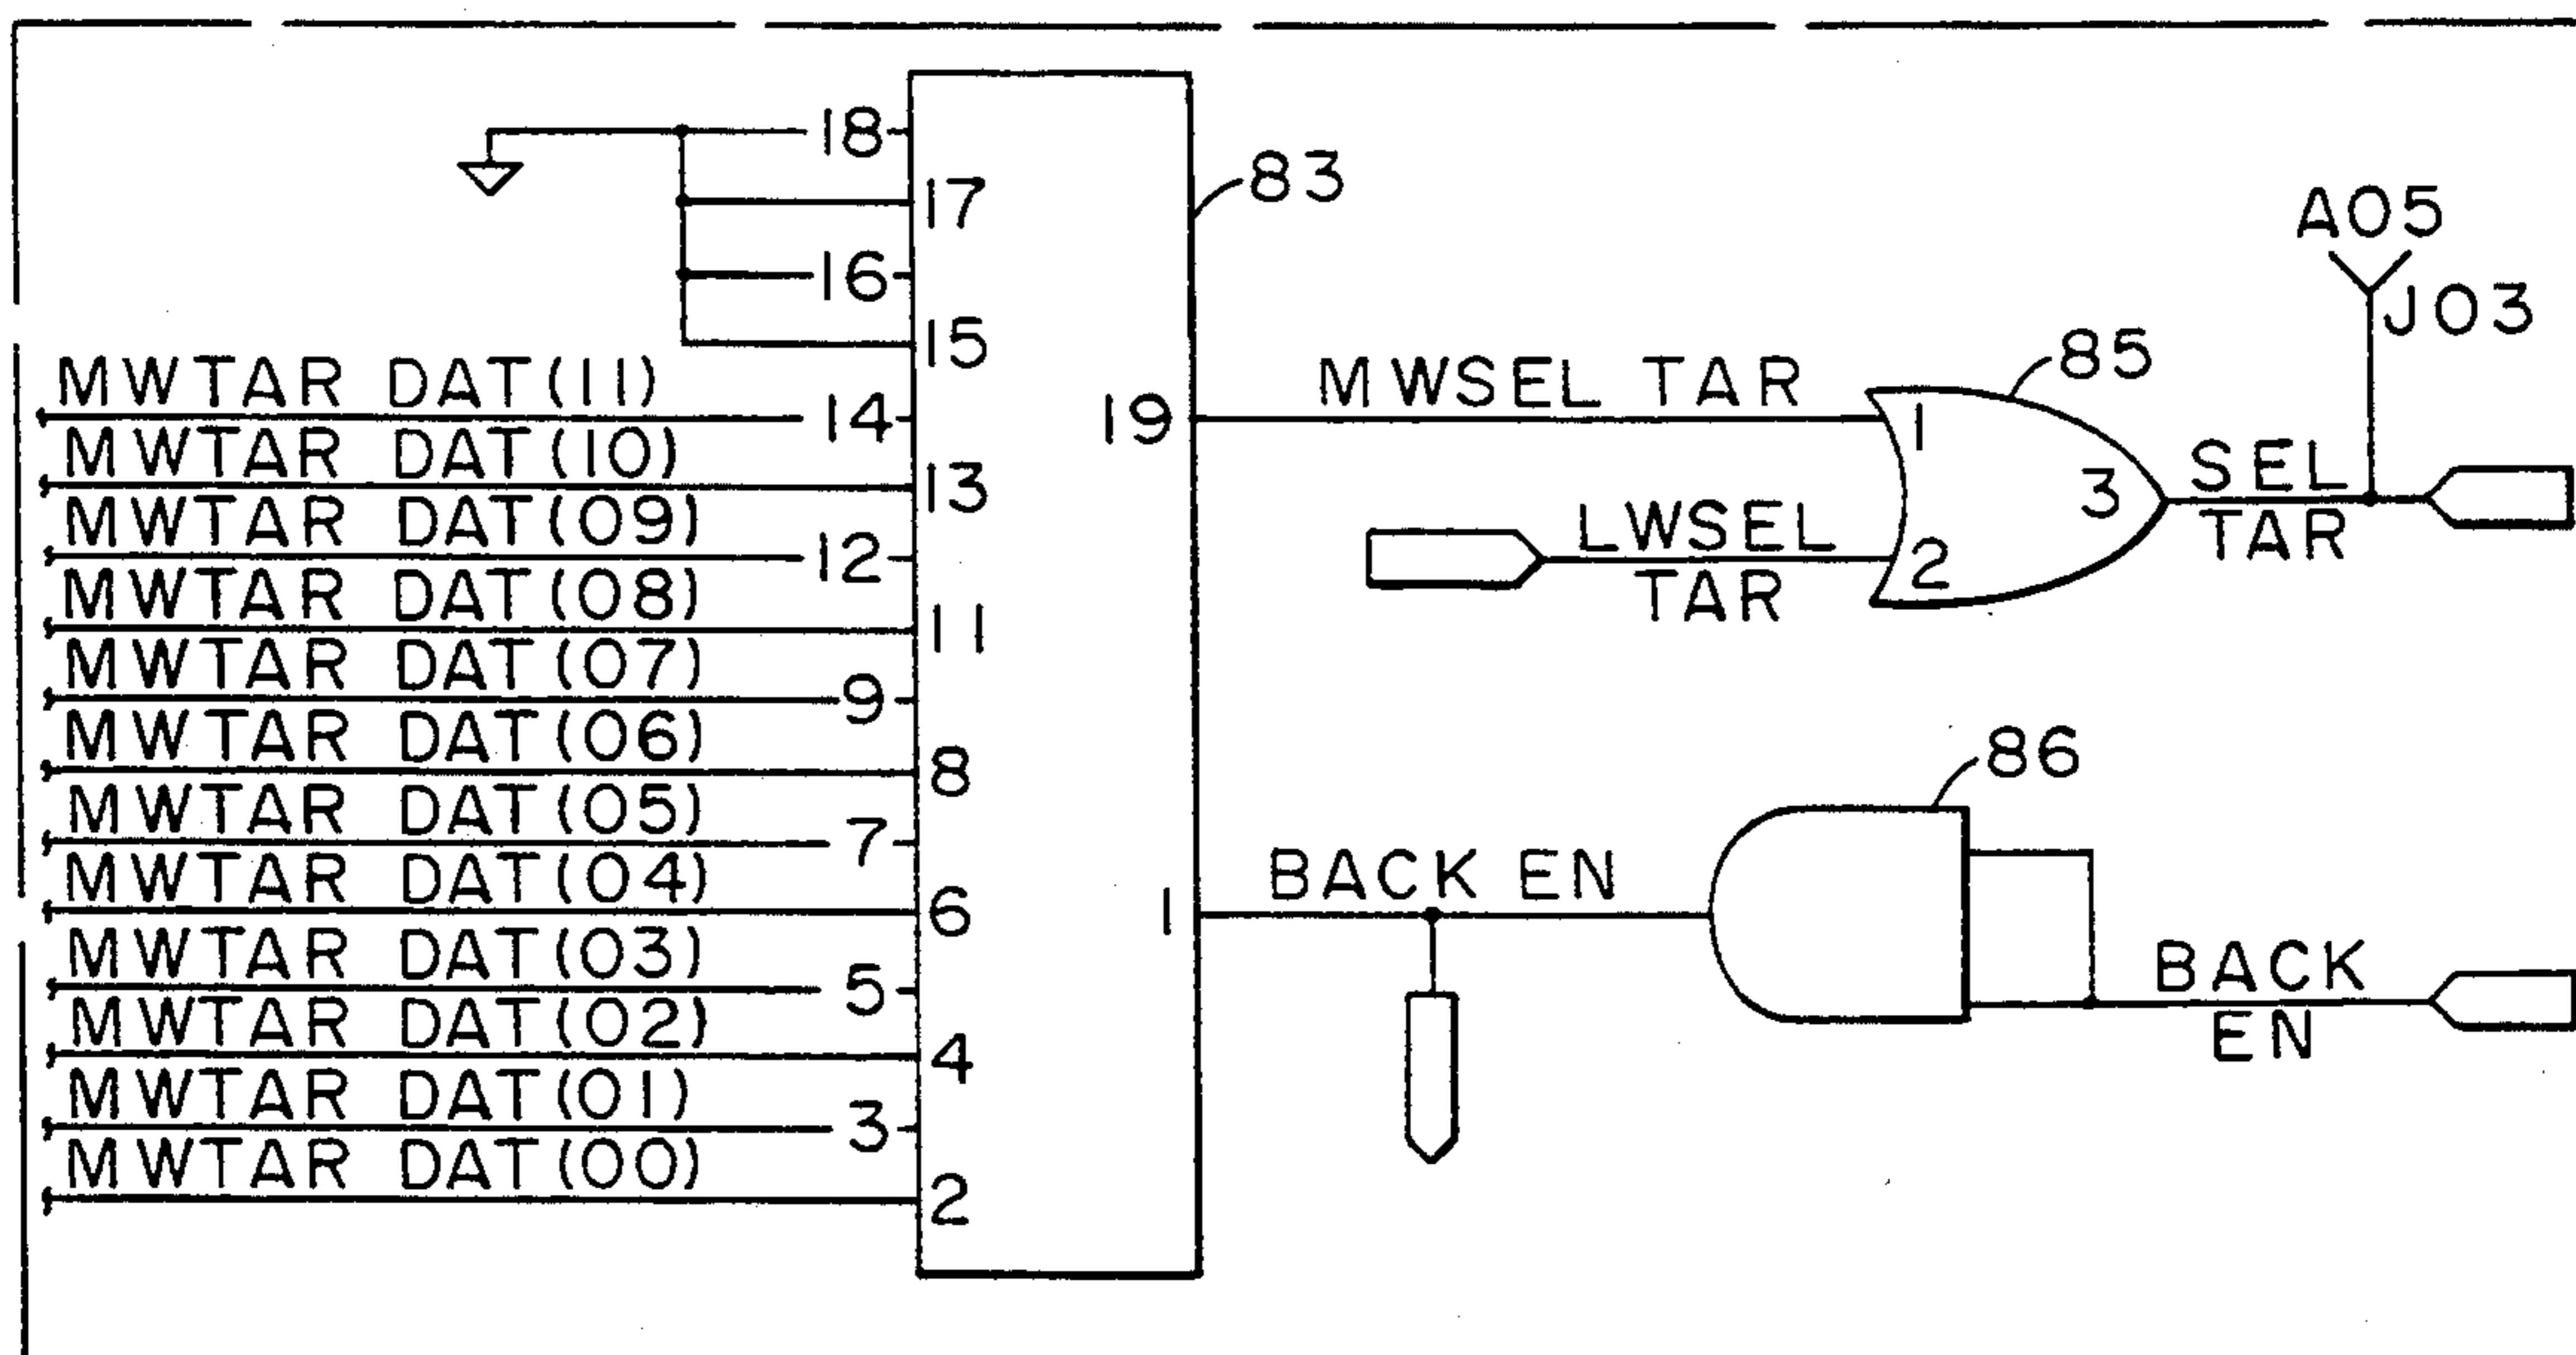 18
17
83
16
A05
J03
15
MWTAR DAT(11)
14
19
MWSEL TAR
1
85
MWTAR DAT(10)
13
3
SEL
TAR
MWTAR DAT(09)
12
LWSEL
TAR
2
MWTAR DAT(08)
11
MWTAR DAT(07)
9
MWTAR DAT(06)
8
86
MWTAR DAT(05)
7
MWTAR DAT(04)
6
1
BACK EN
MWTAR DAT(03)
5
BACK
EN
MWTAR DAT(02)
4
MWTAR DAT(01)
3
MWTAR DAT(00)
2